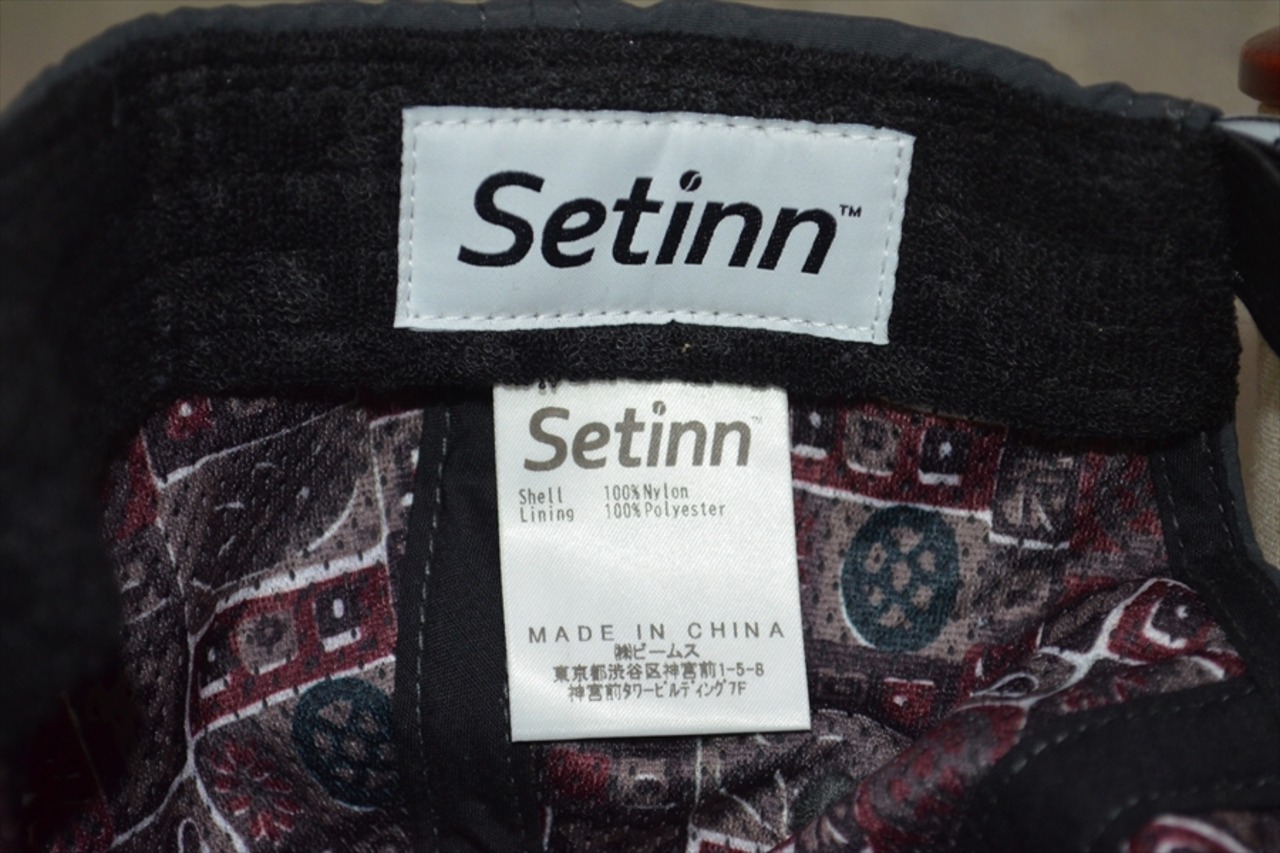 Setinn™
Setinn™
Shell 100%Nylon
Lining 100%Polyester
MADE IN CHINA
㈱ビームス
東京都渋谷区神宮前1-5-8
神宮前タワービルディング7F